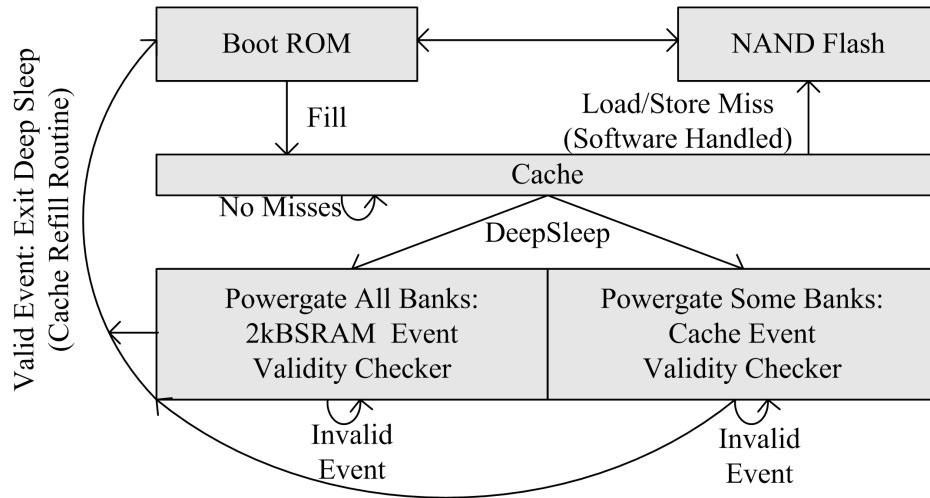 Boot ROM
NAND Flash
Valid Event: Exit Deep Sleep
(Cache Refill Routine)
Fill
Load/Store Miss
(Software Handled)
Cache
No Misses
DeepSleep
Powergate All Banks:
2kBSRAM Event
Validity Checker
Powergate Some Banks:
Cache Event
Validity Checker
Invalid
Event
Invalid
Event